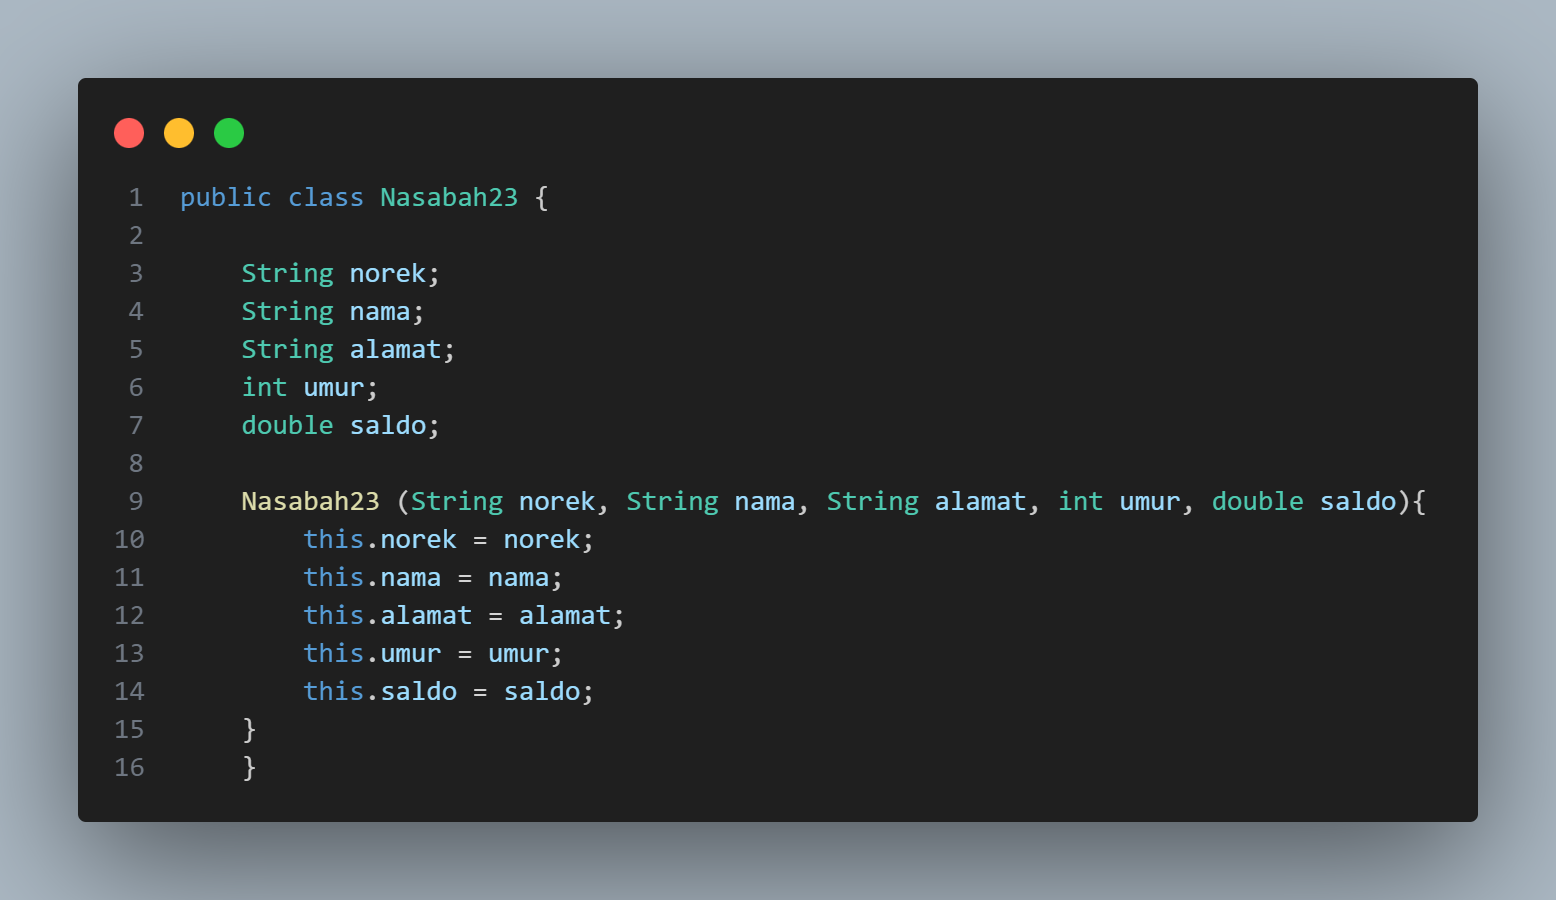 1 public class Nasabah23 {
2
3     String norek;
4     String nama;
5     String alamat;
6     int umur;
7     double saldo;
8
9     Nasabah23 (String norek, String nama, String alamat, int umur, double saldo){
10         this.norek = norek;
11         this.nama = nama;
12         this.alamat = alamat;
13         this.umur = umur;
14         this.saldo = saldo;
15     }
16     }